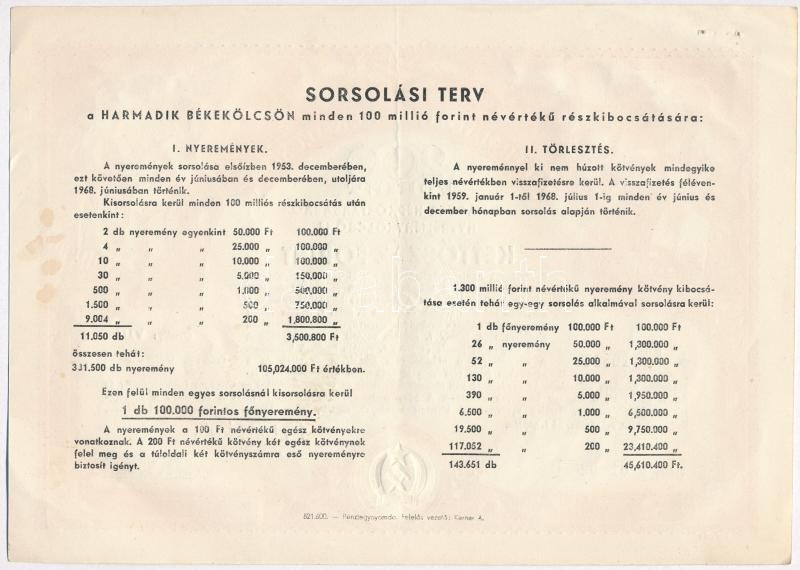 SORSOLÁSI TERV
a HARMADIK BÉKEKÖLCSÖN minden 100 millió forint névértékű részkibocsátására:
I. NYEREMÉNYEK.
A nyeremények sorsolása elsőízben 1953. decemberében,
ezt követően minden év júniusában és decemberében, utoljára
1968. júniusában történik.
Kisorsolásra kerül minden 100 milliós részkibocsátás után
esetenkint:
2 db nyeremény egyenkint 50.000 Ft 100.000 Ft
4 „ „ „ 25.000 „ 100.000 „
10 „ „ „ 10.000 „ 100.000 „
30 „ „ „ 5.000 „ 150.000 „
500 „ „ „ 1.000 „ 500.000 „
1.500 „ „ „ 500 „ 750.000 „
9.004 „ „ „ 200 „ 1,800.800 „
11.050 db 3,500.800 Ft
összesen tehát:
331.500 db nyeremény 105,024.000 Ft értékben.
Ezen felül minden egyes sorsolásnál kisorsolásra kerül
1 db 100.000 forintos főnyeremény.
A nyeremények a 100 Ft névértékű egész kötvényekre
vonatkoznak. A 200 Ft névértékű kötvény két egész kötvénynek
felel meg és a túloldali két kötvényszámra eső nyereményre
biztosít igényt.
II. TÖRLESZTÉS.
A nyereménnyel ki nem húzott kötvények mindegyike
teljes névértékben visszafizetésre kerül. A visszafizetés féléven-
kint 1959. január 1-től 1968. július 1-ig minden év június és
december hónapban sorsolás alapján történik.
1.300 millió forint névértékű nyeremény kötvény kibocsá-
tása esetén tehát egy-egy sorsolás alkalmával sorsolásra kerül:
1 db főnyeremény 100.000 Ft 100.000 Ft
26 „ nyeremény 50.000 „ 1,300.000 „
52 „ „ 25.000 „ 1,300.000 „
130 „ „ 10.000 „ 1,300.000 „
390 „ „ 5.000 „ 1,950.000 „
6.500 „ „ 1.000 „ 6,500.000 „
19.500 „ „ 500 „ 9,750.000 „
117.052 „ „ 200 „ 23,410.400 „
143.651 db 45,610.400 Ft.
821.600. — Pénzjegynyomda. Felelős vezető: Kerner A.